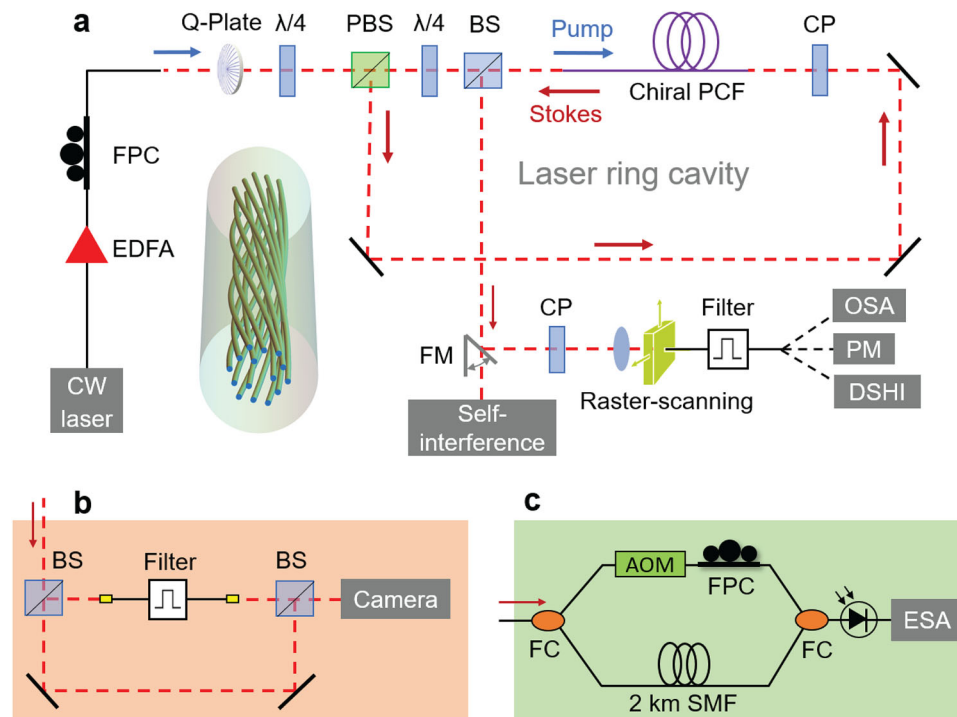 a
Q-Plate
λ/4
PBS
λ/4
BS
Pump
CP
Chiral PCF
Stokes
FPC
Laser ring cavity
EDFA
CP
Filter
OSA
FM
PM
CW
laser
Raster-scanning
DSHI
Self-
interference
b
BS
Filter
BS
Camera
c
AOM
FPC
FC
FC
ESA
2 km SMF